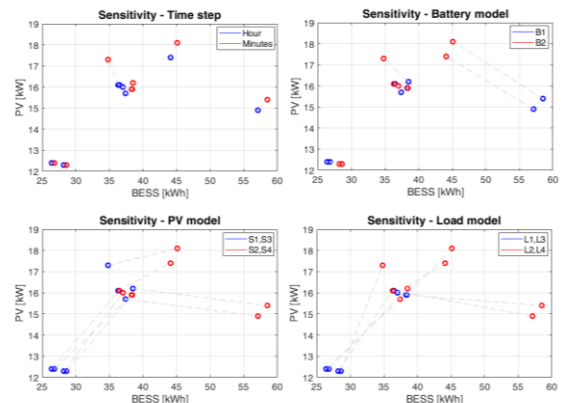 Sensitivity - Time step
Hour
Minutes
19
18
17
16
15
14
13
12
PV [kW]
25 30 35 40 45 50 55 60
BESS [kWh]
Sensitivity - Battery model
B1
B2
19
18
17
16
15
14
13
12
PV [kW]
25 30 35 40 45 50 55 60
BESS [kWh]
Sensitivity - PV model
S1,S3
S2,S4
19
18
17
16
15
14
13
12
PV [kW]
25 30 35 40 45 50 55 60
BESS [kWh]
Sensitivity - Load model
L1,L3
L2,L4
19
18
17
16
15
14
13
12
PV [kW]
25 30 35 40 45 50 55 60
BESS [kWh]